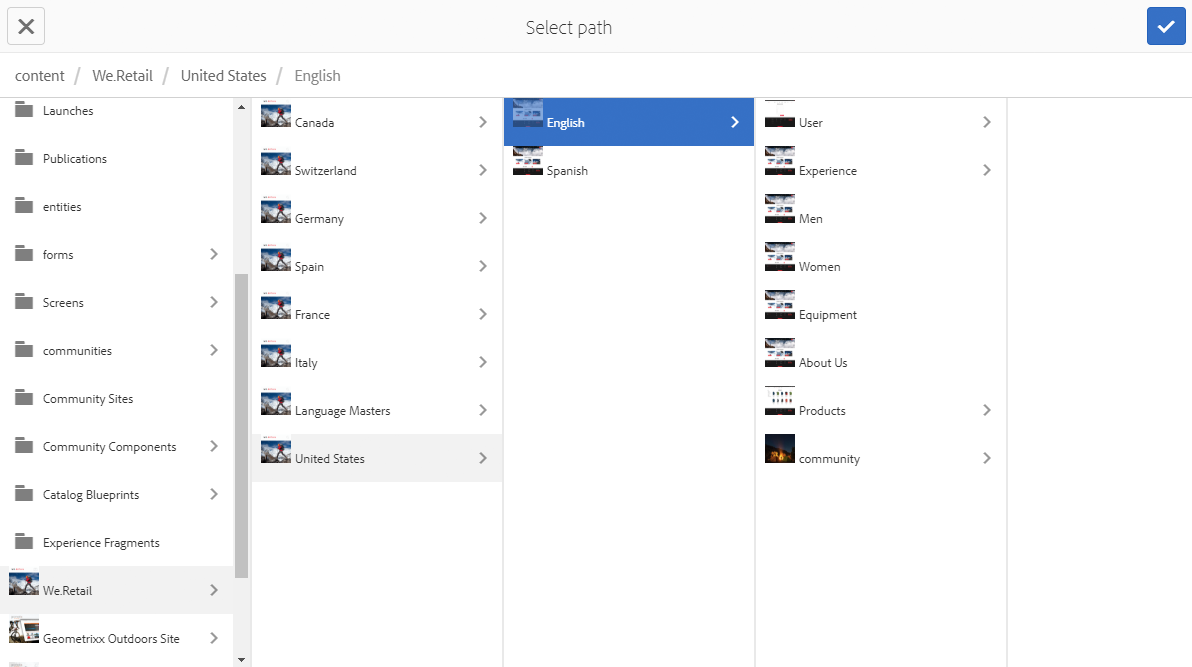 Select path
content / We.Retail / United States / English
Launches
Publications
entities
forms
Screens
communities
Community Sites
Community Components
Catalog Blueprints
Experience Fragments
We.Retail
Geometrixx Outdoors Site
Canada
Switzerland
Germany
Spain
France
Italy
Language Masters
United States
English
Spanish
User
Experience
Men
Women
Equipment
About Us
Products
community